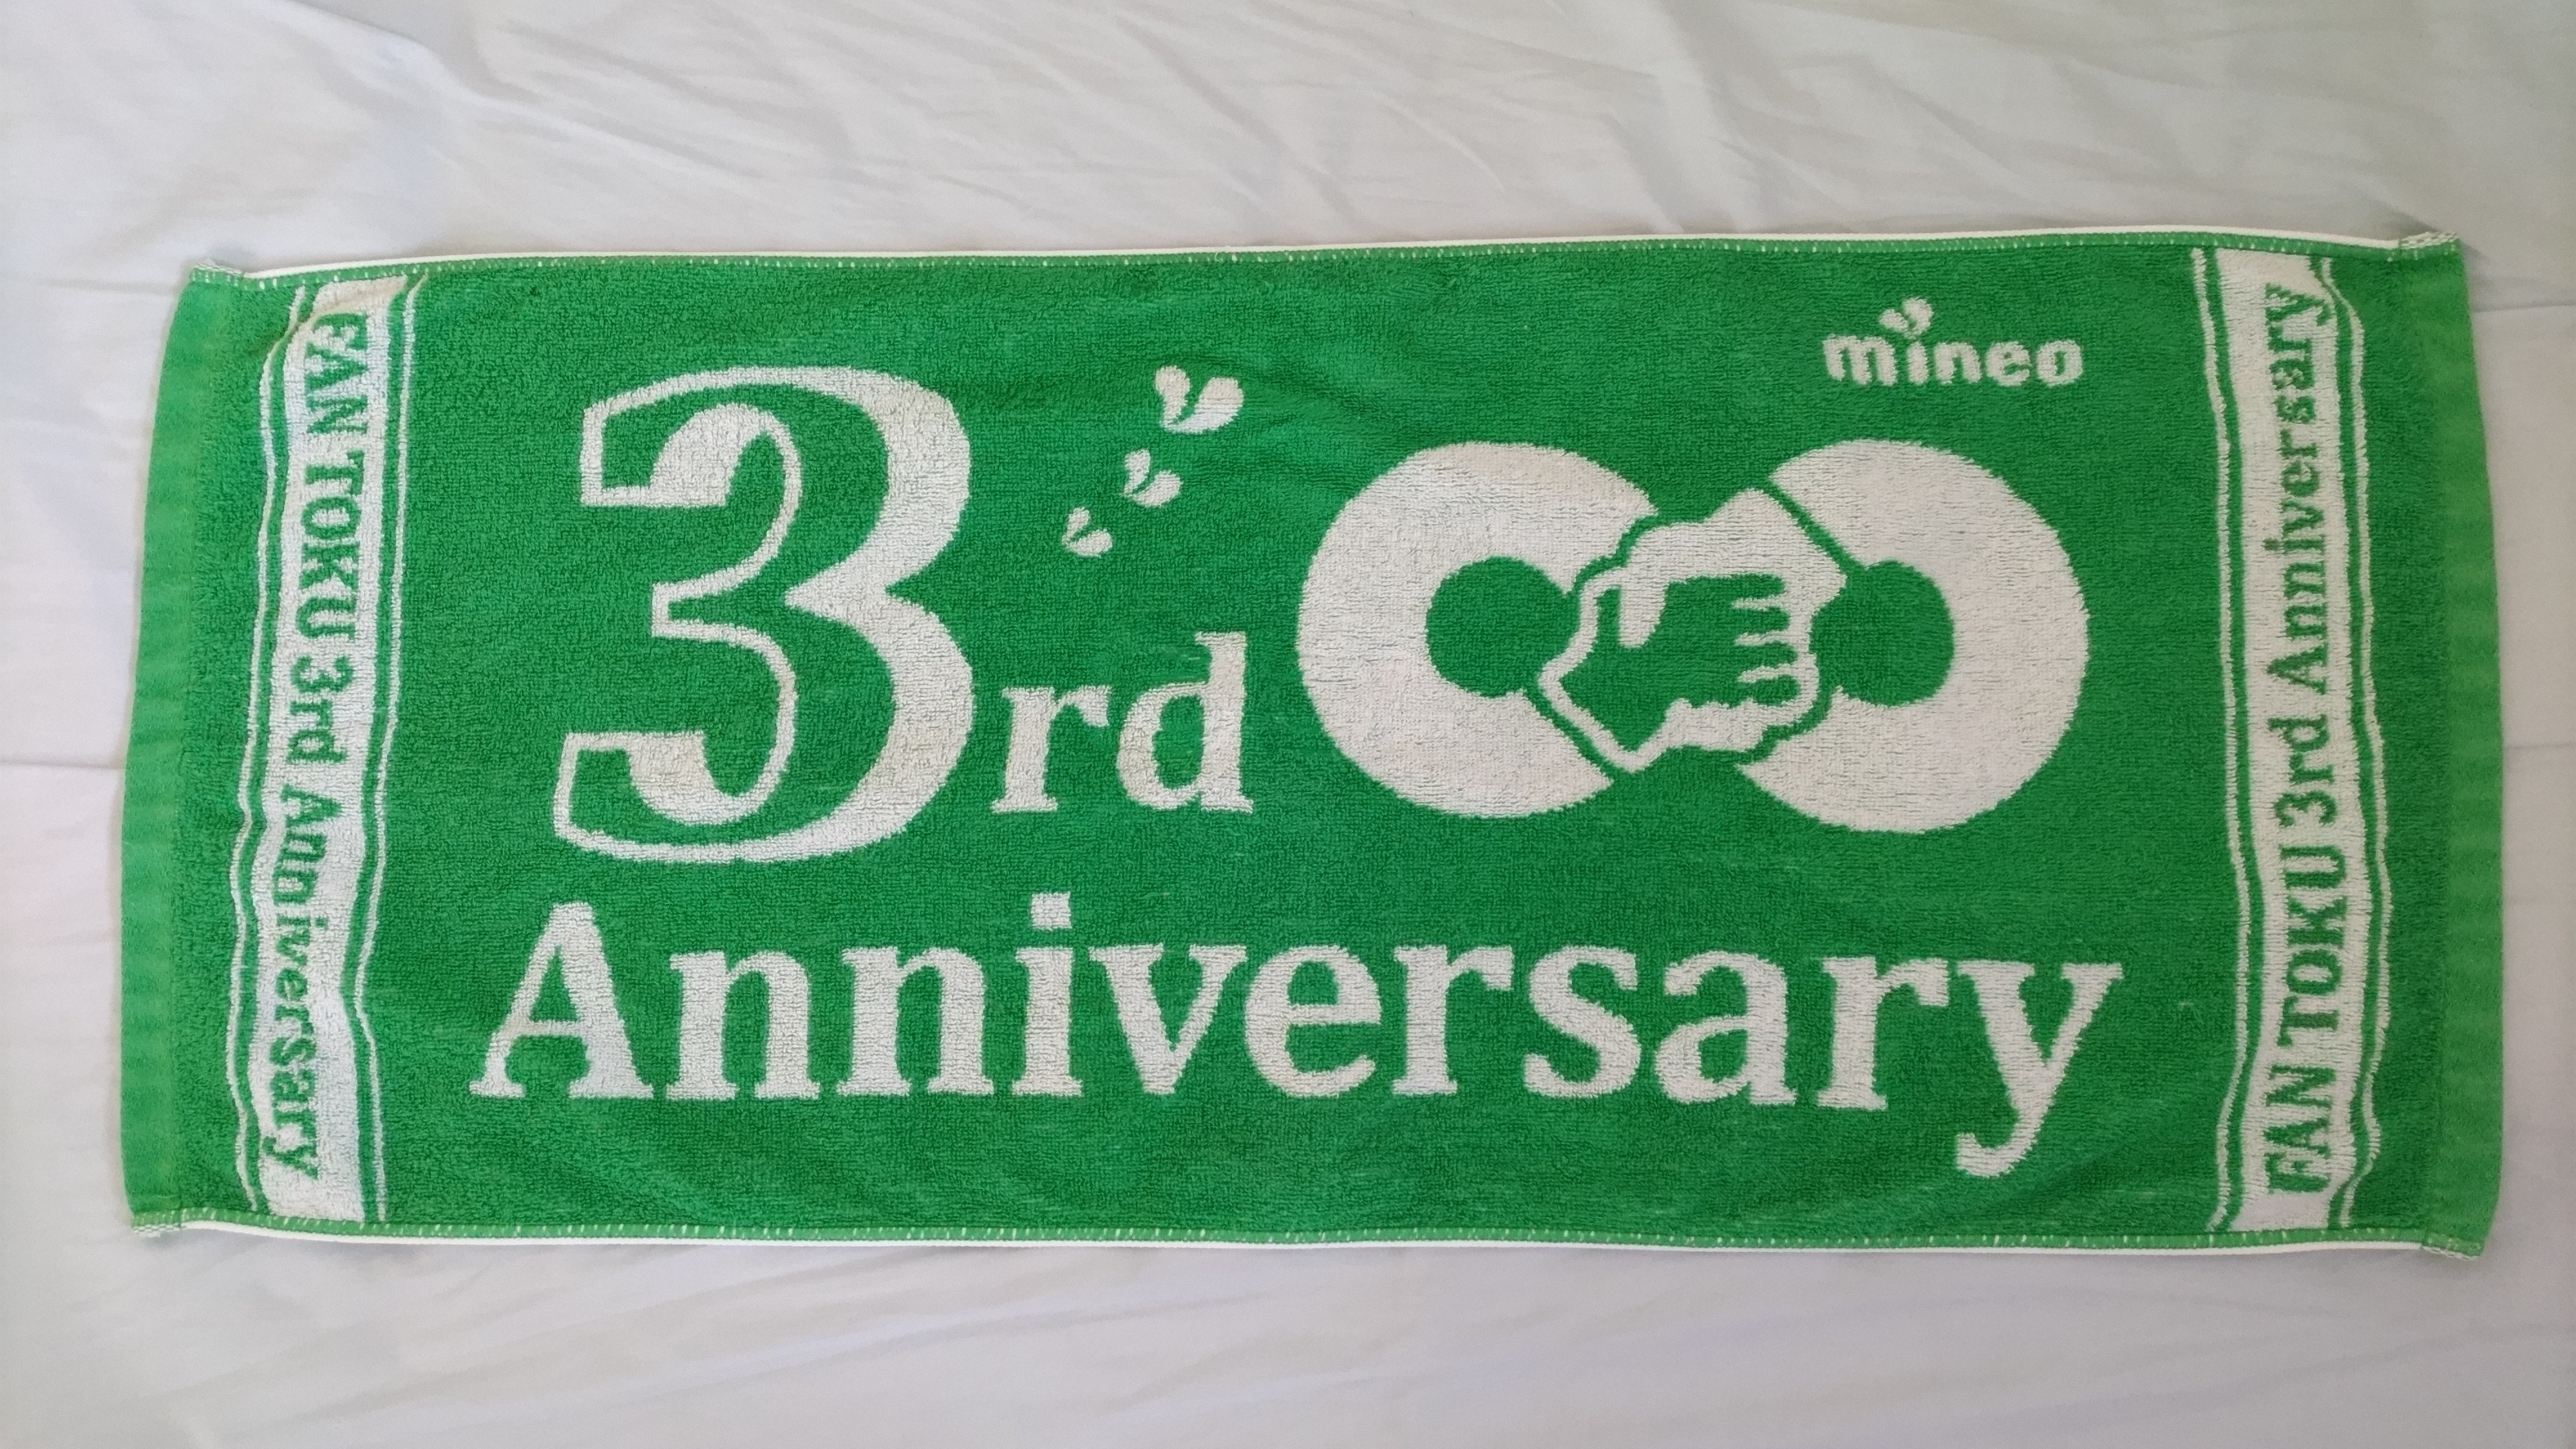 mineo
3rd
Anniversary
FAN TOKU 3rd Anniversary
FAN TOKU 3rd Anniversary